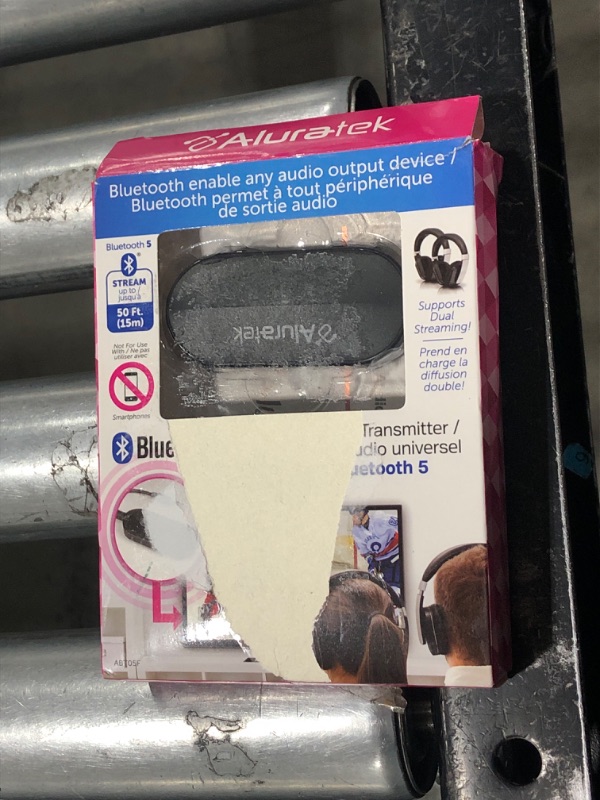 Aluratek
Bluetooth enable any audio output device /
Bluetooth permet à tout périphérique
de sortie audio
Bluetooth 5
STREAM
up to /
jusqu'à
50 Ft.
(15m)
Not For Use
With / Ne pas
utiliser avec
Smartphones
Aluratek
Supports
Dual
Streaming!
Prend en
charge la
diffusion
double!
Blue
Transmitter /
udio universel
uetooth 5